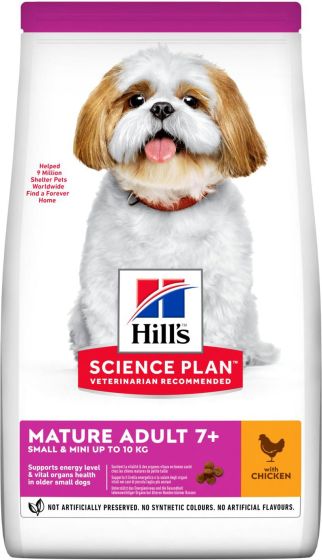 Helped
9 Million
Shelter Pets
Worldwide
Find a Forever
Home
Hill's™
SCIENCE PLAN™
VETERINARIAN RECOMMENDED
MATURE ADULT 7+
SMALL & MINI UP TO 10 KG
Supports energy level
& vital organs health
in older small dogs
with
CHICKEN
NOT ARTIFICIALLY PRESERVED. NO SYNTHETIC COLOURS. NO ARTIFICIAL FLAVOURS.